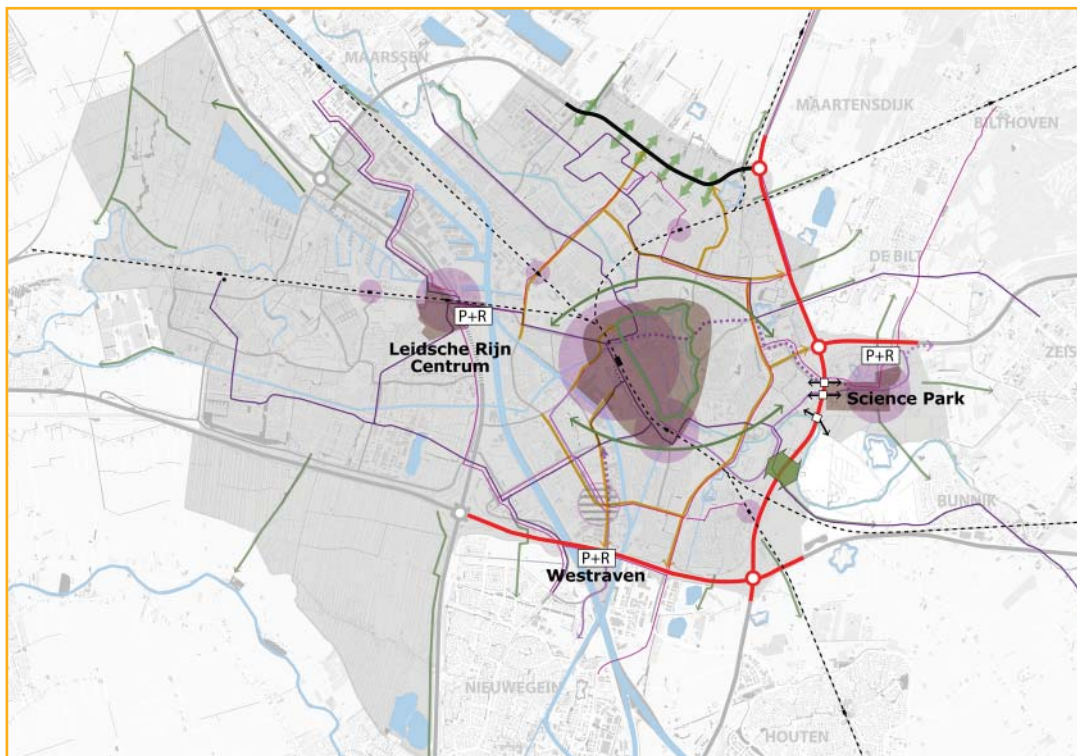 MAARSSEN
MAARTENSDIJK
BILTHOVEN
DE BILT
P+R
Leidsche Rijn
Centrum
P+R
ZEIS
Science Park
BUNNIK
P+R
Westraven
NIEUWEGEIN
HOUTEN